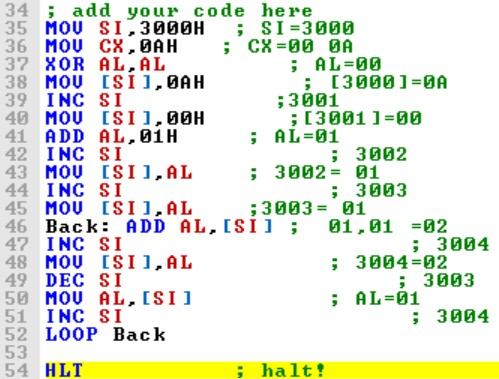 34 ; add your code here
35 MOV SI,3000H ; SI=3000
36 MOV CX,0AH ; CX=00 0A
37 XOR AL,AL ; AL=00
38 MOV [SI],0AH ; [3000]=0A
39 INC SI ;3001
40 MOV [SI],00H ;[3001]=00
41 ADD AL,01H ; AL=01
42 INC SI ; 3002
43 MOV [SI],AL ; 3002= 01
44 INC SI ; 3003
45 MOV [SI],AL ;3003= 01
46 Back: ADD AL,[SI] ; 01,01 =02
47 INC SI ; 3004
48 MOV [SI],AL ; 3004=02
49 DEC SI ; 3003
50 MOV AL,[SI] ; AL=01
51 INC SI ; 3004
52 LOOP Back
53
54 HLT ; halt!